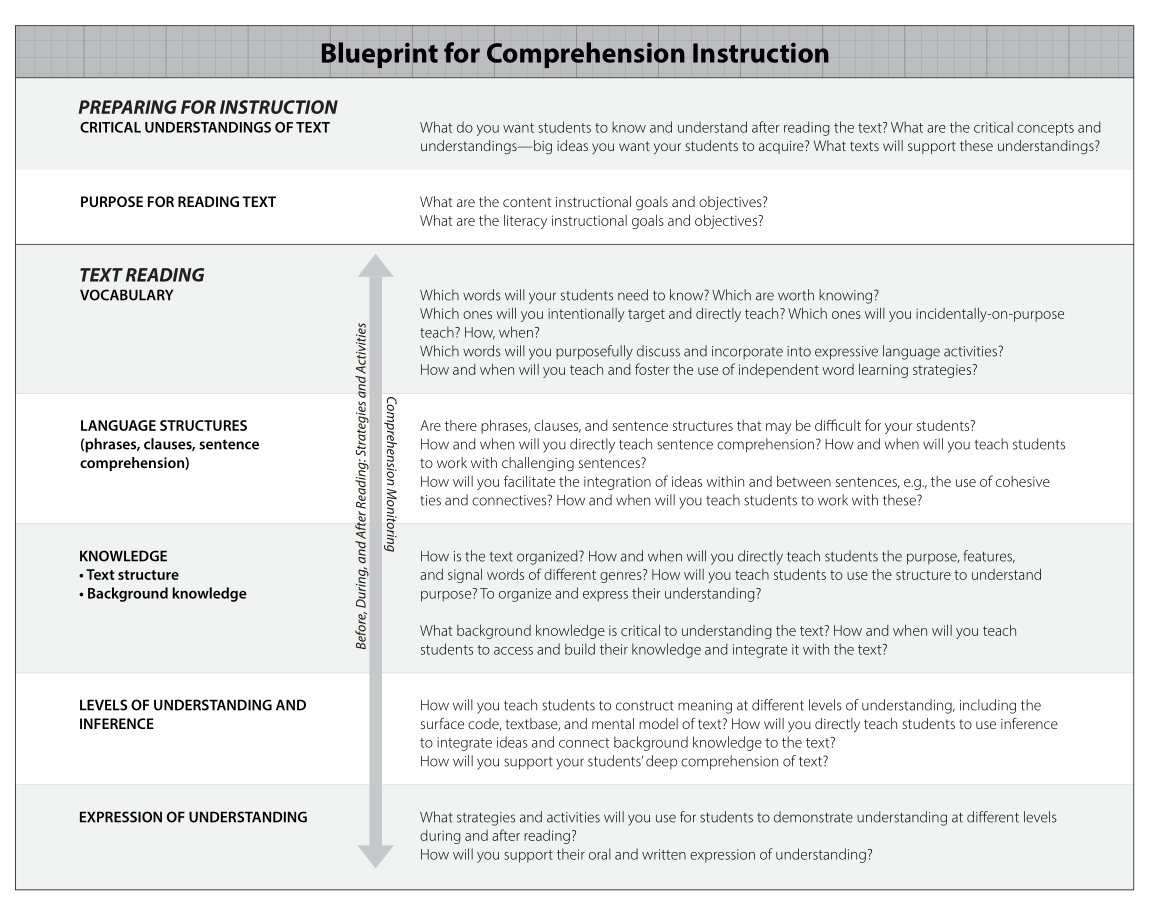 Blueprint for Comprehension Instruction
PREPARING FOR INSTRUCTION
CRITICAL UNDERSTANDINGS OF TEXT
What do you want students to know and understand after reading the text? What are the critical concepts and
understandings—big ideas you want your students to acquire? What texts will support these understandings?
PURPOSE FOR READING TEXT
What are the content instructional goals and objectives?
What are the literacy instructional goals and objectives?
TEXT READING
VOCABULARY
Which words will your students need to know? Which are worth knowing?
Which ones will you intentionally target and directly teach? Which ones will you incidentally-on-purpose
teach? How, when?
Which words will you purposefully discuss and incorporate into expressive language activities?
How and when will you teach and foster the use of independent word learning strategies?
Before, During, and After Reading: Strategies and Activities
Comprehension Monitoring
LANGUAGE STRUCTURES
(phrases, clauses, sentence
comprehension)
Are there phrases, clauses, and sentence structures that may be difficult for your students?
How and when will you directly teach sentence comprehension? How and when will you teach students
to work with challenging sentences?
How will you facilitate the integration of ideas within and between sentences, e.g., the use of cohesive
ties and connectives? How and when will you teach students to work with these?
KNOWLEDGE
• Text structure
• Background knowledge
How is the text organized? How and when will you directly teach students the purpose, features,
and signal words of different genres? How will you teach students to use the structure to understand
purpose? To organize and express their understanding?
What background knowledge is critical to understanding the text? How and when will you teach
students to access and build their knowledge and integrate it with the text?
LEVELS OF UNDERSTANDING AND
INFERENCE
How will you teach students to construct meaning at different levels of understanding, including the
surface code, textbase, and mental model of text? How will you directly teach students to use inference
to integrate ideas and connect background knowledge to the text?
How will you support your students' deep comprehension of text?
EXPRESSION OF UNDERSTANDING
What strategies and activities will you use for students to demonstrate understanding at different levels
during and after reading?
How will you support their oral and written expression of understanding?